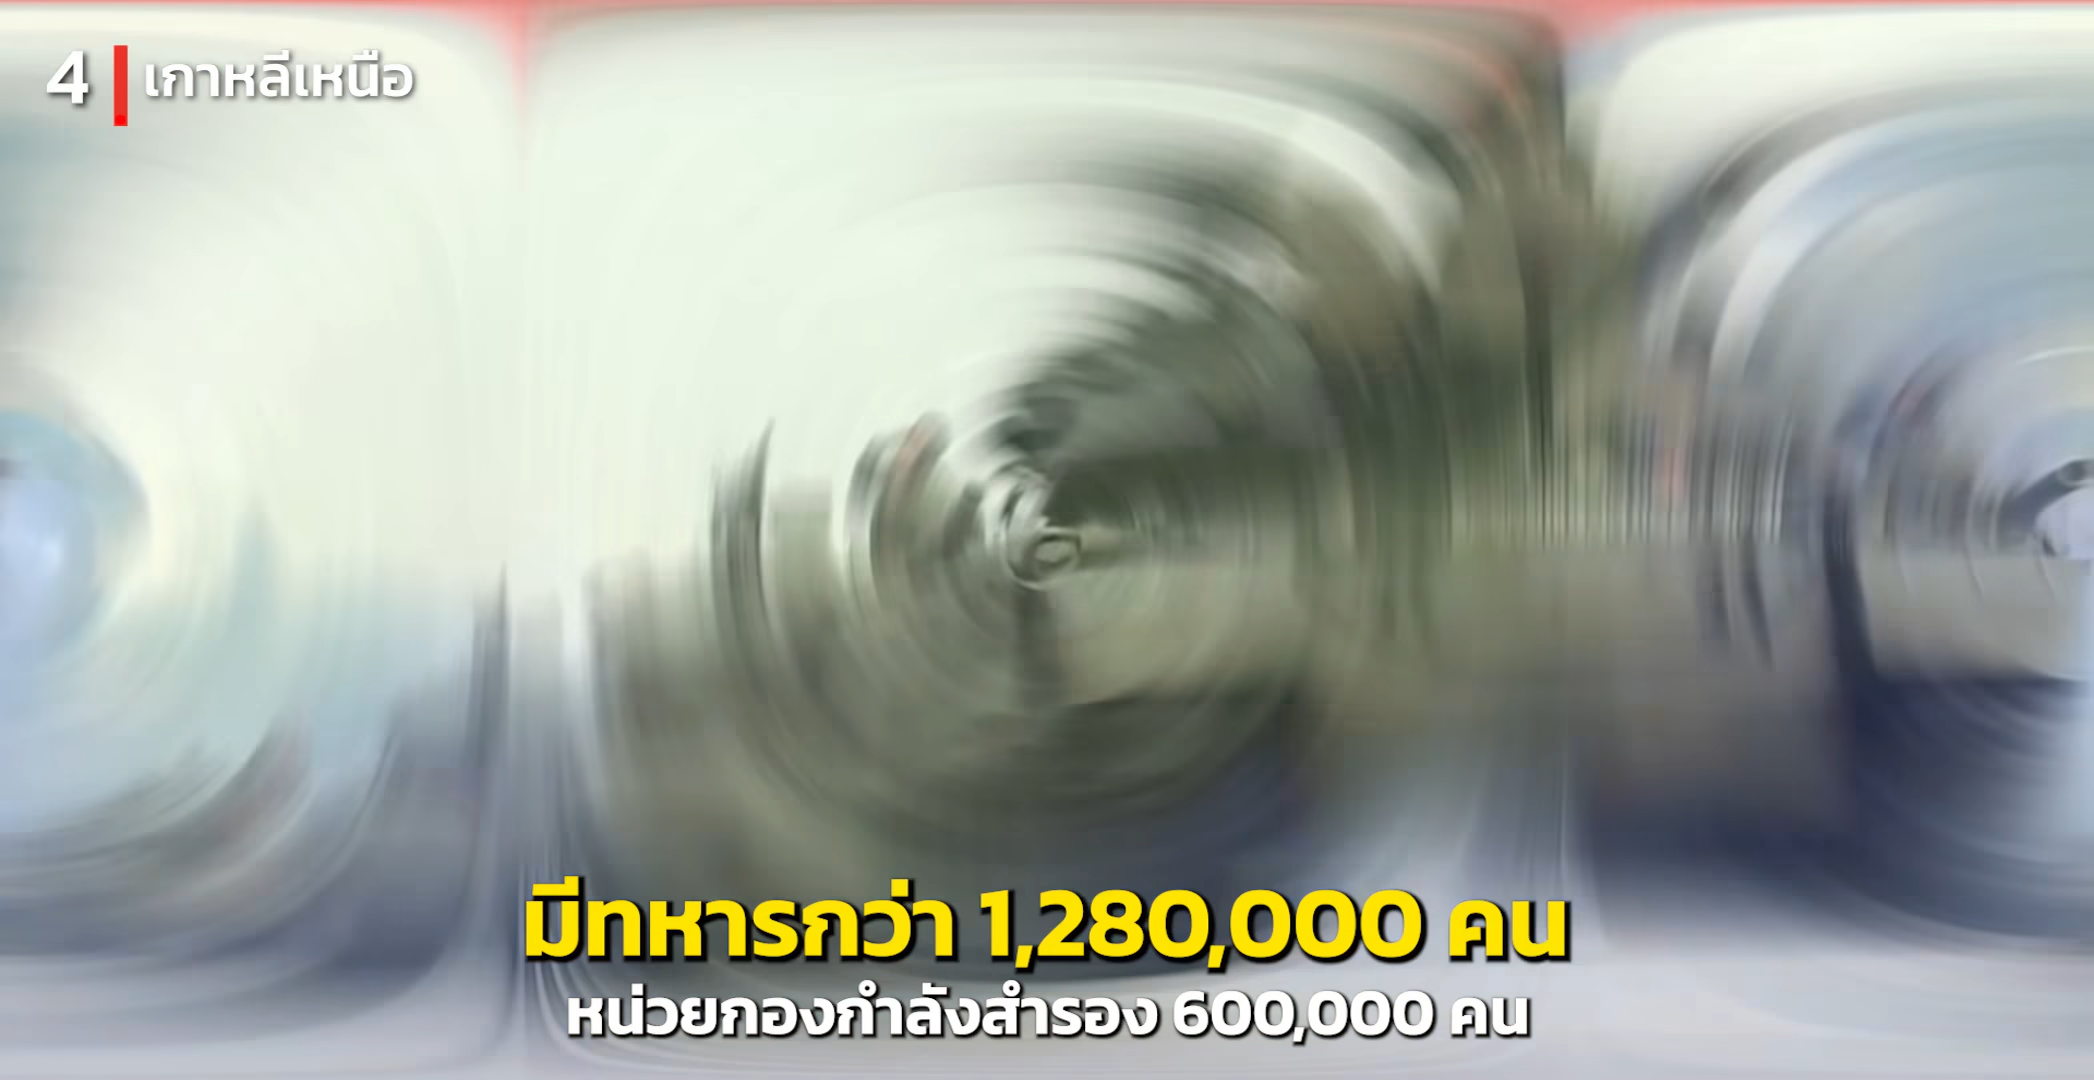 4 | เกาหลีเหนือ
มีทหารกว่า 1,280,000 คน
หน่วยกองกำลังสำรอง 600,000 คน